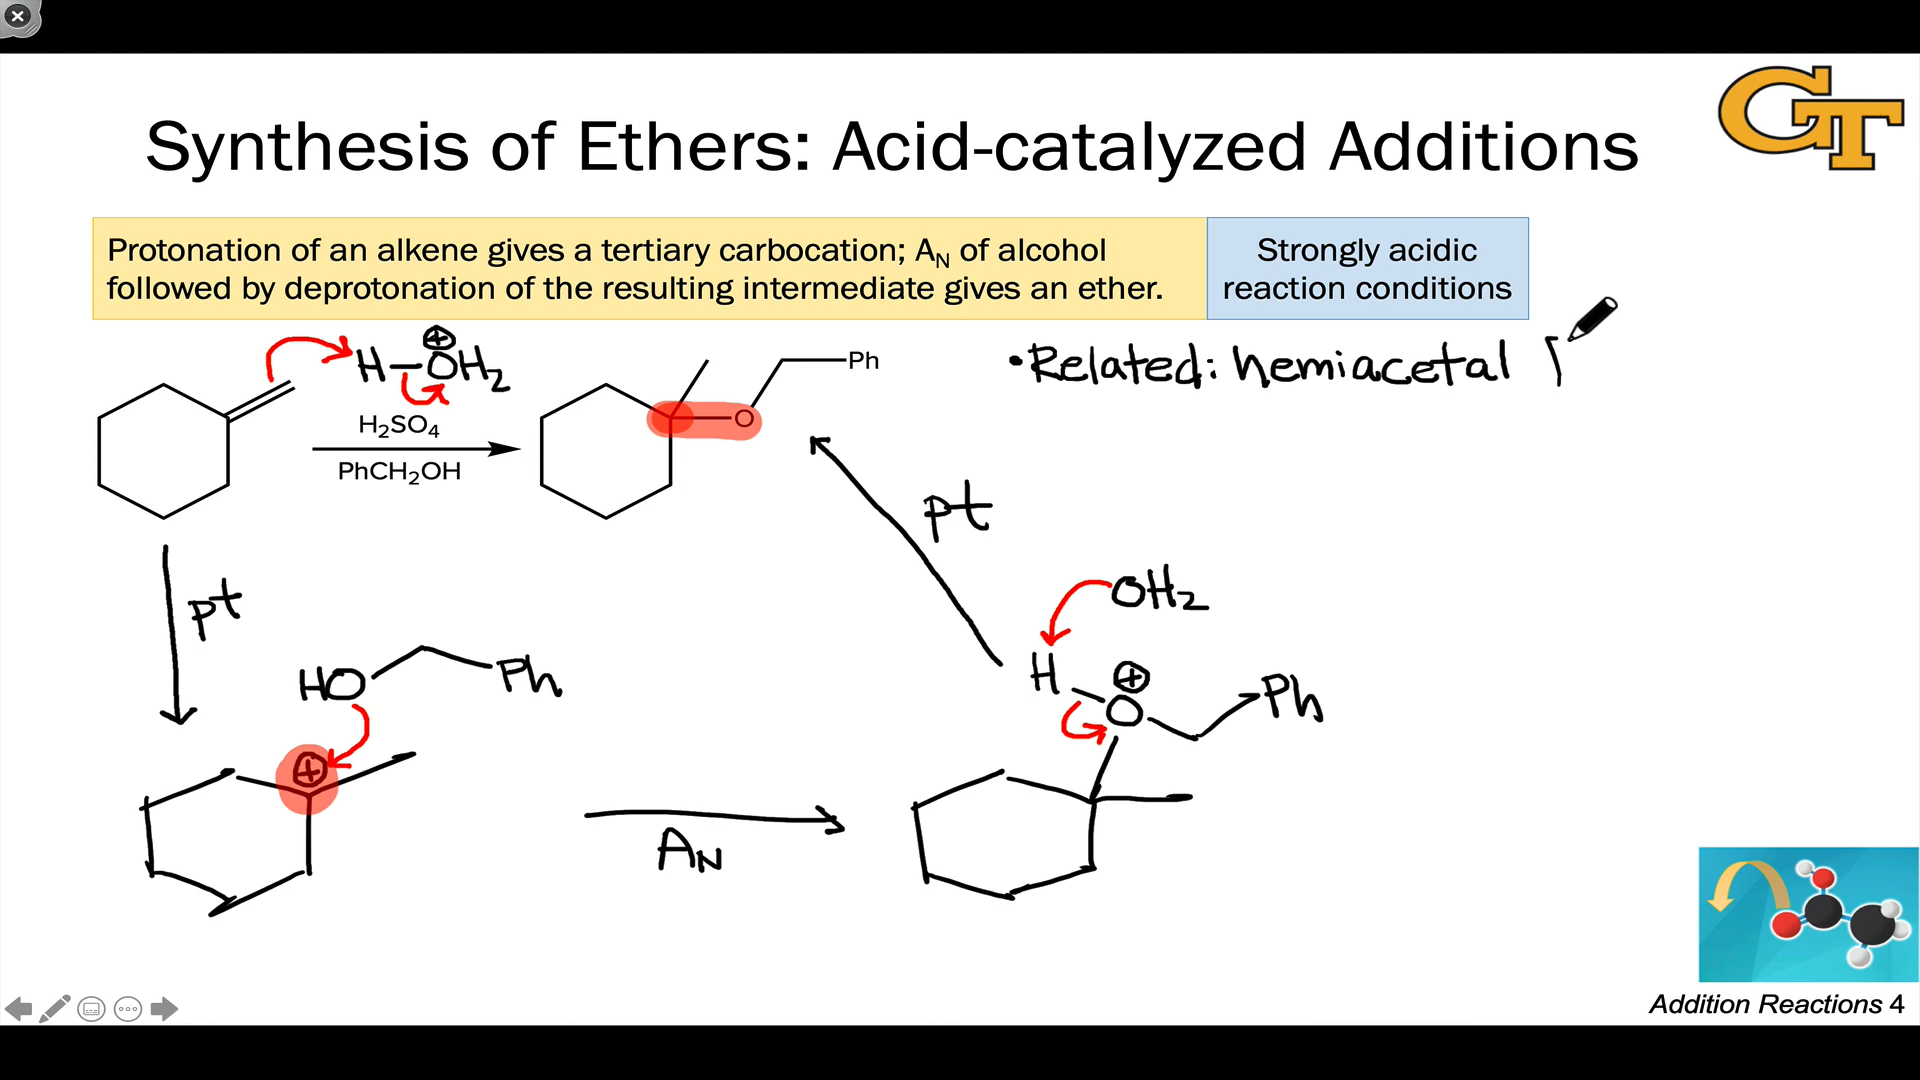 GT
Synthesis of Ethers: Acid-catalyzed Additions
Protonation of an alkene gives a tertiary carbocation; Aₙ of alcohol
followed by deprotonation of the resulting intermediate gives an ether.
Strongly acidic
reaction conditions
H–OH₂ ⊕
H₂SO₄
PhCH₂OH
O
Ph
•Related: hemiacetal
pt
pt
HO
Ph
⊕
Aₙ
OH₂
H
⊕
O
Ph
Addition Reactions 4